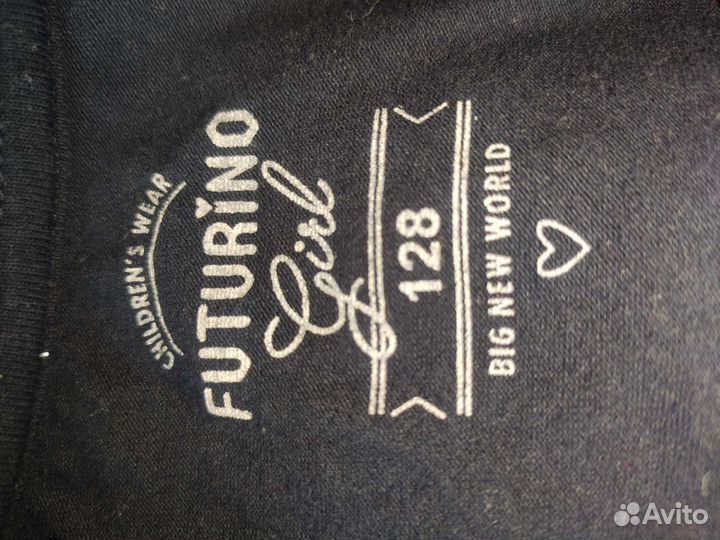 CHILDREN'S WEAR
FUTURINO
Girl
128
BIG NEW WORLD
Avito